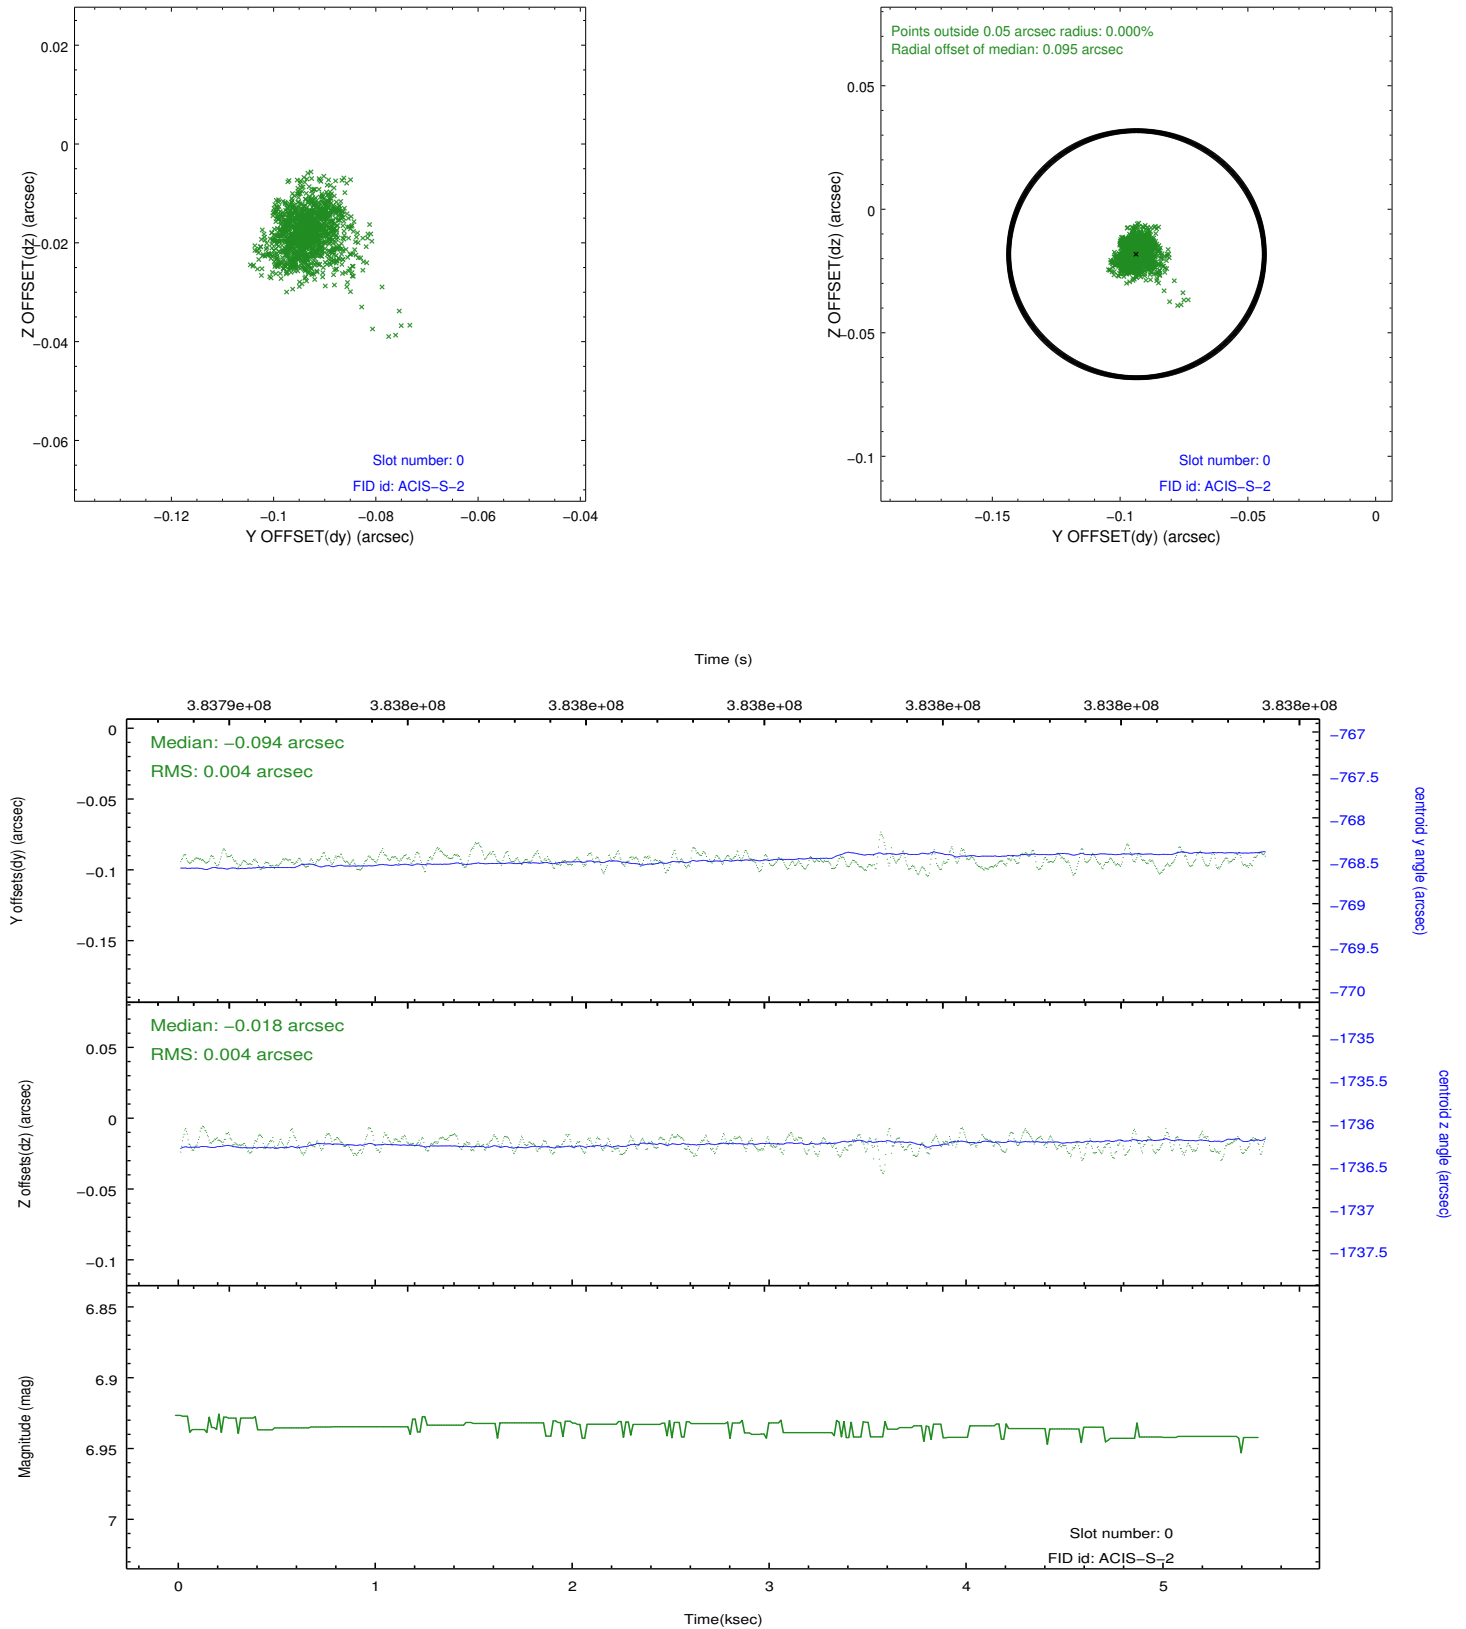 0.02
0
−0.02
−0.04
−0.06
Z OFFSET(dz) (arcsec)
Slot number: 0
FID id: ACIS−S−2
−0.12 −0.1 −0.08 −0.06 −0.04
Y OFFSET(dy) (arcsec)
Points outside 0.05 arcsec radius: 0.000%
Radial offset of median: 0.095 arcsec
0.05
0
−0.05
−0.1
Z OFFSET(dz) (arcsec)
Slot number: 0
FID id: ACIS−S−2
−0.15 −0.1 −0.05 0
Y OFFSET(dy) (arcsec)
Time (s)
3.8379e+08 3.838e+08 3.838e+08 3.838e+08 3.838e+08 3.838e+08 3.838e+08
Median: −0.094 arcsec
RMS: 0.004 arcsec
0
−0.05
−0.1
−0.15
Y offsets(dy) (arcsec)
−767
−767.5
−768
−768.5
−769
−769.5
−770
centroid y angle (arcsec)
Median: −0.018 arcsec
RMS: 0.004 arcsec
0.05
0
−0.05
−0.1
Z offsets(dz) (arcsec)
−1735
−1735.5
−1736
−1736.5
−1737
−1737.5
centroid z angle (arcsec)
6.85
6.9
6.95
7
Magnitude (mag)
Slot number: 0
FID id: ACIS−S−2
0 1 2 3 4 5
Time(ksec)